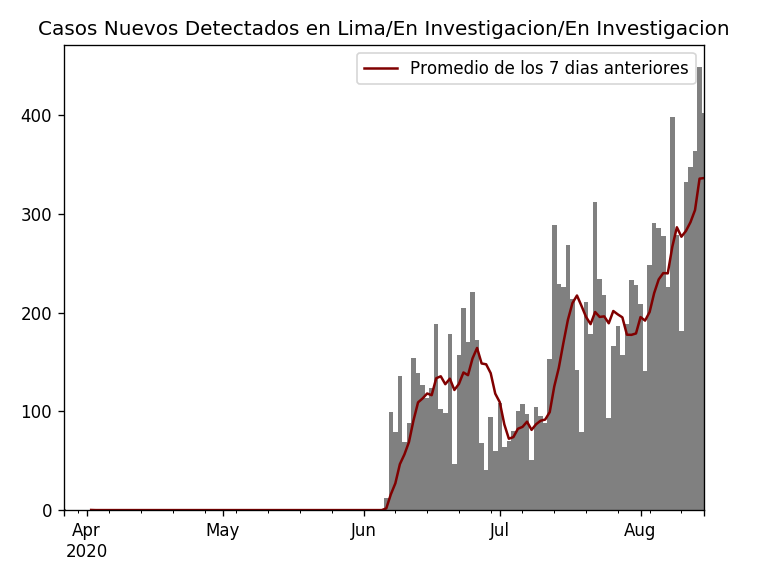 Casos Nuevos Detectados en Lima/En Investigacion/En Investigacion
Promedio de los 7 dias anteriores
400
300
200
100
0
Apr May Jun Jul Aug
2020